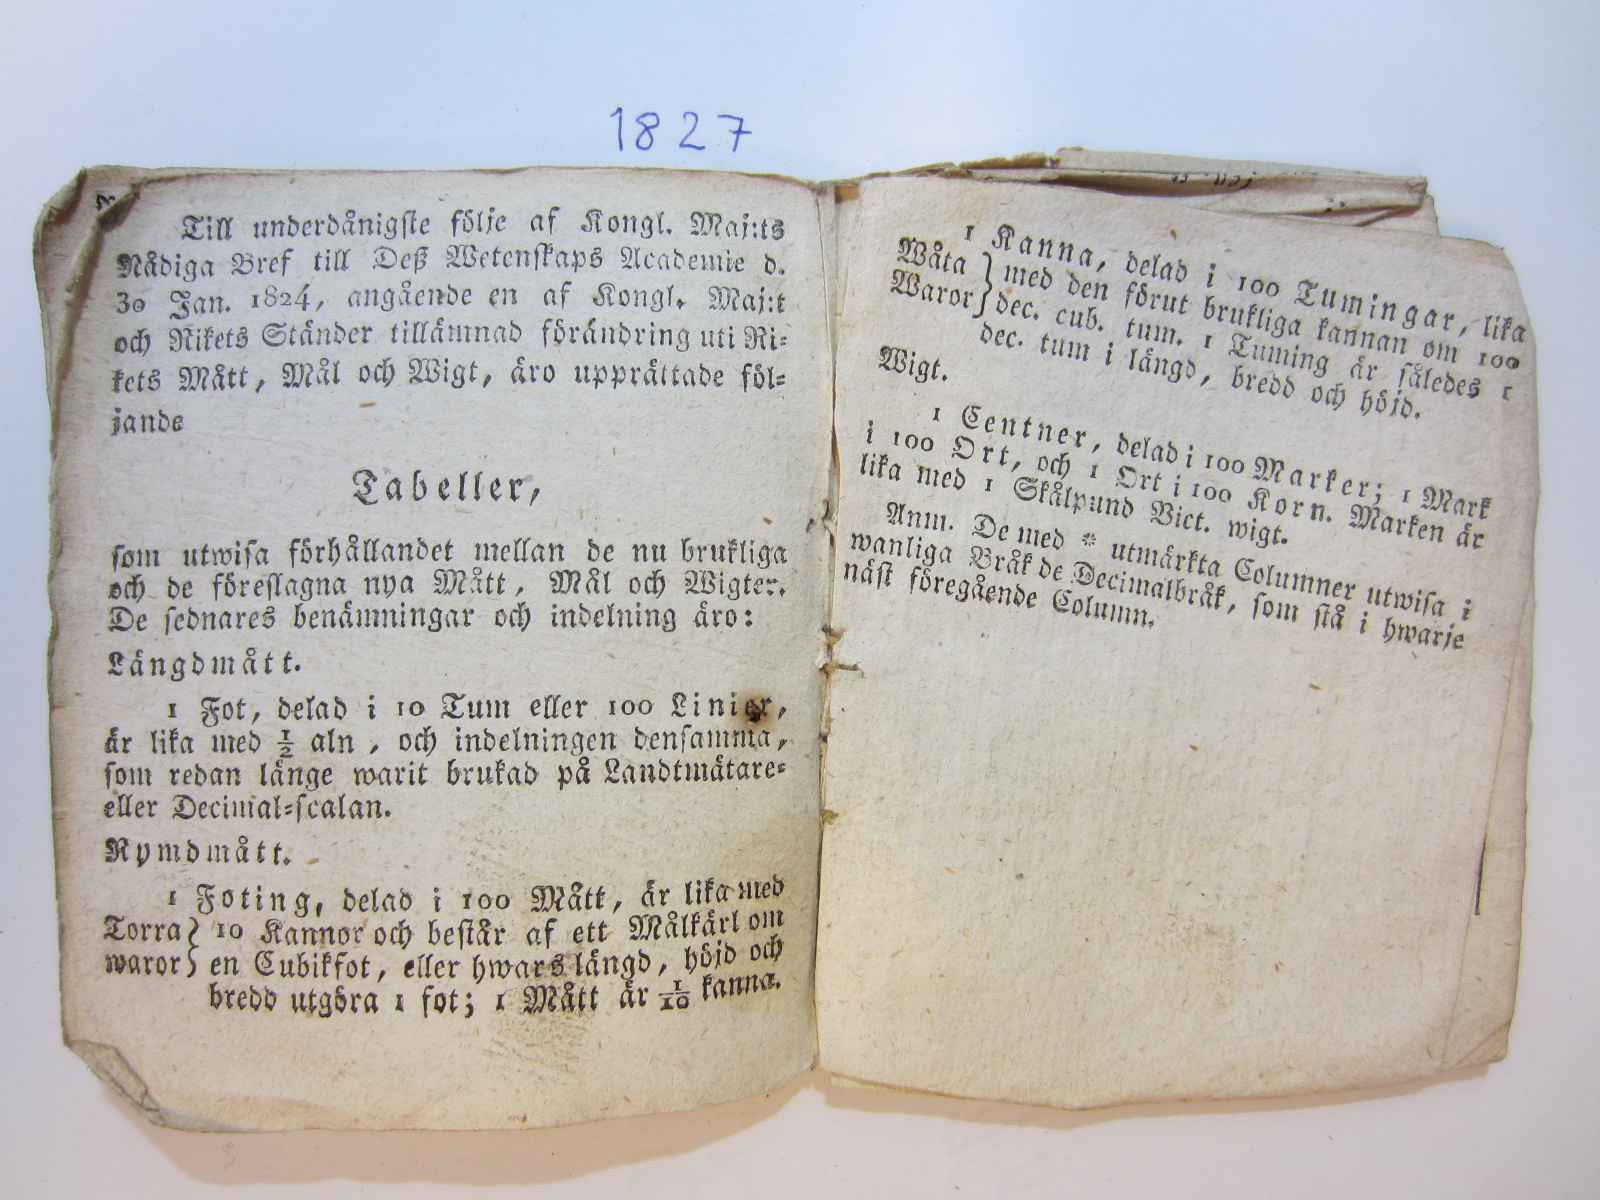 1827
Till underdånigste följe af Kongl. Maj:ts
Nådiga Bref till Deß Wetenskaps Academie d.
30 Jan. 1824, angående en af Kongl. Maj:t
och Rikets Ständer tillämnad förändring uti Ri-
kets Mått, Mål och Wigt, äro upprättade föl-
jande
Tabeller,
som utwisa förhållandet mellan de nu brukliga
och de föreslagna nya Mått, Mål och Wigter.
De sednares benämningar och indelning äro:
Längdmått.
1 Fot, delad i 10 Tum eller 100 Linier,
är lika med 1/2 aln, och indelningen densamma,
som redan länge warit brukad på Landtmätare-
eller Decimal-scalan.
Rymdmått.
1 Foting, delad i 100 Mått, är lika med
Torra } 10 Kannor och består af ett Målkärl om
waror } en Cubikfot, eller hwars längd, höjd och
bredd utgöra 1 fot; 1 Mått är 1/10 kanna.
1 Kanna, delad i 100 Tumingar, lika
Wåta } med den förut brukliga kannan om 100
Waror } dec. cub. tum. 1 Tuming är således 1
dec. tum i längd, bredd och höjd.
Wigt.
1 Centner, delad i 100 Marker; 1 Mark
i 100 Ort, och 1 Ort i 100 Korn. Marken är
lika med 1 Skålpund Vict. wigt.
Anm. De med * utmärkta Columner utwisa i
wanliga Bråk de Decimalbråk, som stå i hwarje
näst föregående Column.